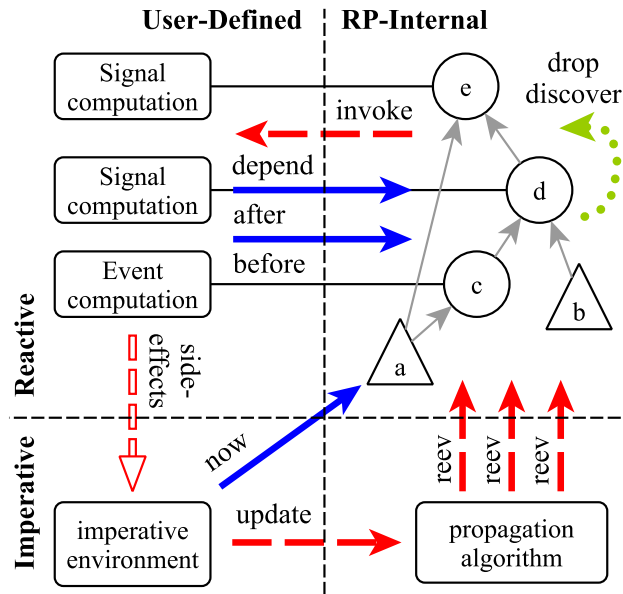 User-Defined
RP-Internal
Signal
computation
e
drop
discover
invoke
Signal
computation
depend
d
after
Event
computation
before
c
b
a
Reactive
side-
effects
now
reev
reev
reev
Imperative
imperative
environment
update
propagation
algorithm